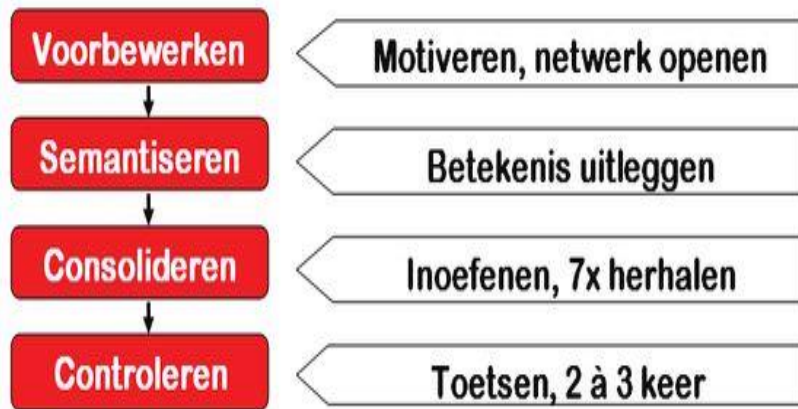 Voorbewerken
Motiveren, netwerk openen
Semantiseren
Betekenis uitleggen
Consolideren
Inoefenen, 7x herhalen
Controleren
Toetsen, 2 à 3 keer